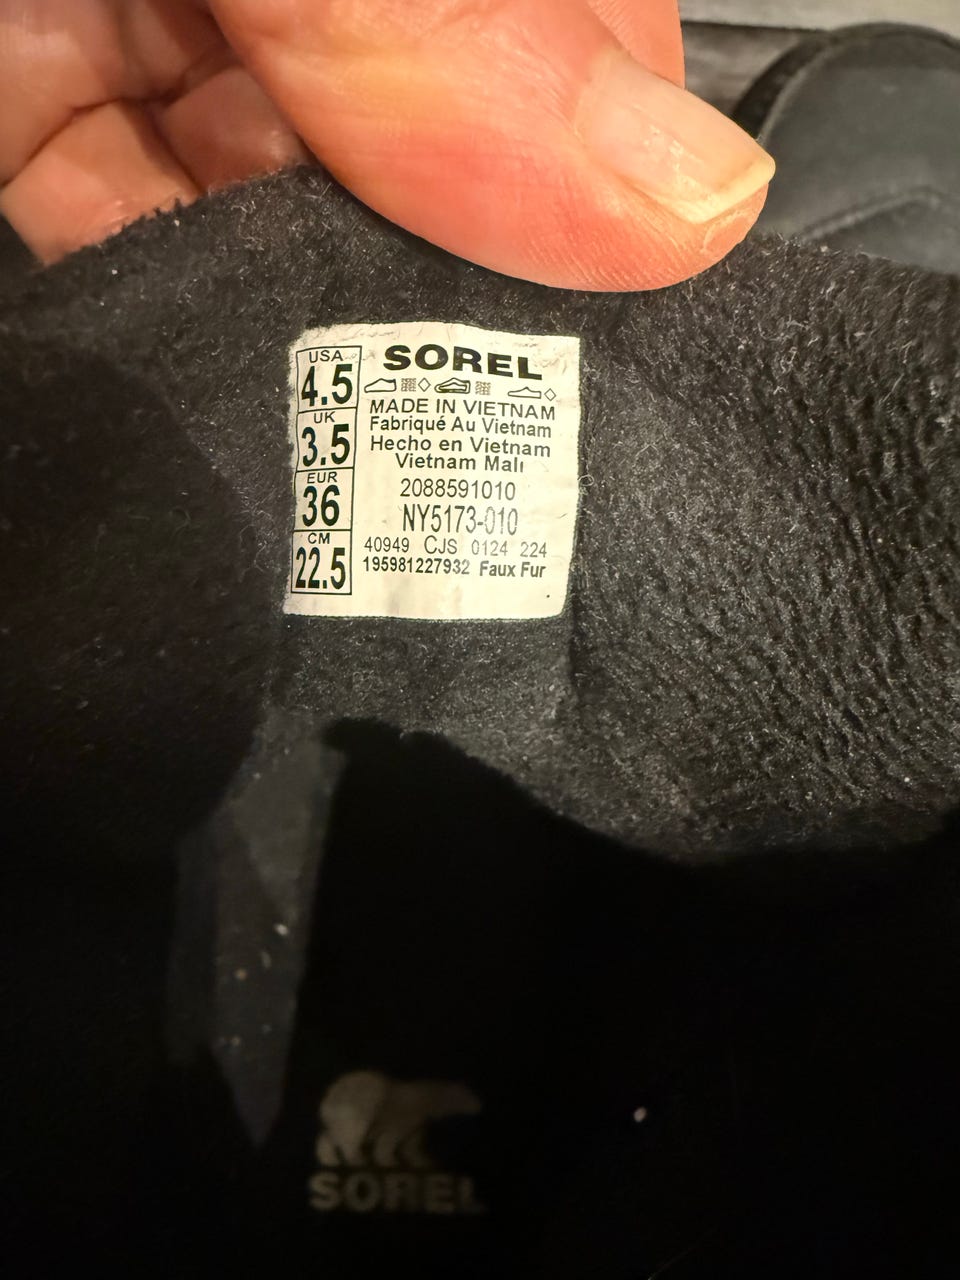 USA
4.5
UK
3.5
EUR
36
CM
22.5
SOREL
MADE IN VIETNAM
Fabriqué Au Vietnam
Hecho en Vietnam
Vietnam Malı
2088591010
NY5173-010
40949 CJS 0124 224
195981227932 Faux Fur
SOREL